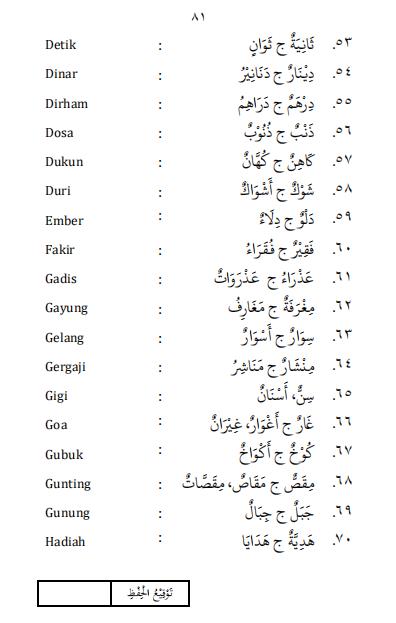 ٨١
٥٣. ثَانِيَةٌ ج ثَوَانٍ : Detik
٥٤. دِيْنَارٌ ج دَنَانِيْرُ : Dinar
٥٥. دِرْهَمٌ ج دَرَاهِمُ : Dirham
٥٦. ذَنْبٌ ج ذُنُوْبٌ : Dosa
٥٧. كَاهِنٌ ج كُهَّانٌ : Dukun
٥٨. شَوْكٌ ج أَشْوَاكٌ : Duri
٥٩. دَلْوٌ ج دِلَاءٌ : Ember
٦٠. فَقِيْرٌ ج فُقَرَاءُ : Fakir
٦١. عَذْرَاءُ ج عَذْرَوَاتٌ : Gadis
٦٢. مِغْرَفَةٌ ج مَغَارِفُ : Gayung
٦٣. سِوَارٌ ج أَسْوَارٌ : Gelang
٦٤. مِنْشَارٌ ج مَنَاشِرُ : Gergaji
٦٥. سِنٌّ، أَسْنَانٌ : Gigi
٦٦. غَارٌ ج أَغْوَارٌ، غِيْرَانٌ : Goa
٦٧. كُوْخٌ ج أَكْوَاخٌ : Gubuk
٦٨. مِقَصٌّ ج مَقَاصٌ، مِقَصَّاتٌ : Gunting
٦٩. جَبَلٌ ج جِبَالٌ : Gunung
٧٠. هَدِيَّةٌ ج هَدَايَا : Hadiah
تَوْقِيْعُ الْحِفْظِ